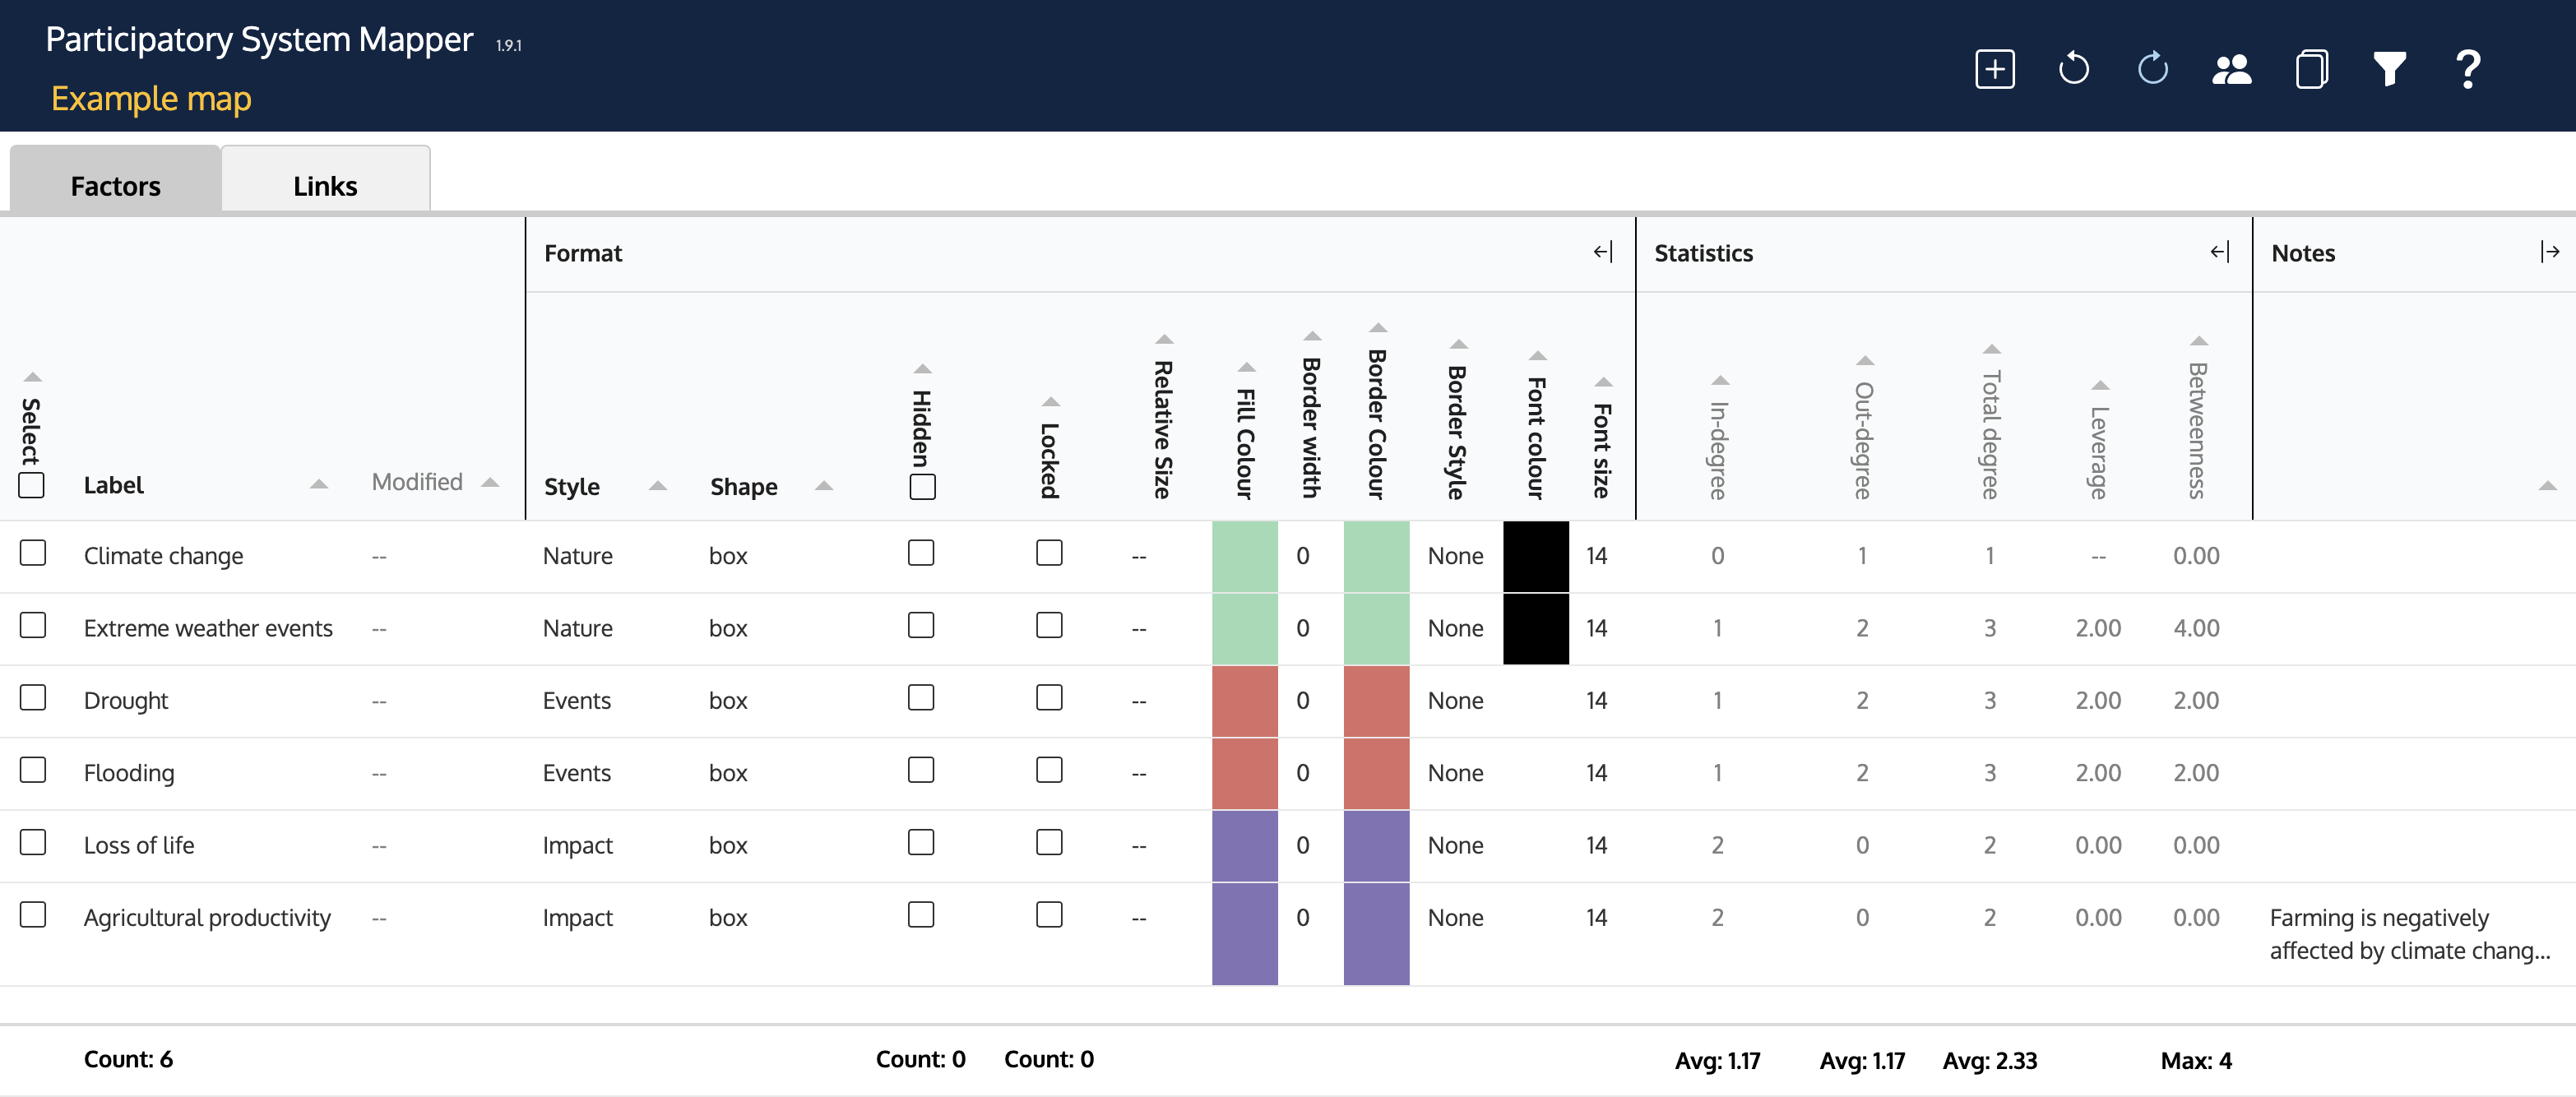 Participatory System Mapper 1.9.1
Example map
Factors Links
Format Statistics Notes
Select Label Modified Style Shape Hidden Locked Relative Size Fill Colour Border width Border Colour Border Style Font colour Font size In-degree Out-degree Total degree Leverage Betweenness
Climate change -- Nature box -- 0 None 14 0 1 1 -- 0.00
Extreme weather events -- Nature box -- 0 None 14 1 2 3 2.00 4.00
Drought -- Events box -- 0 None 14 1 2 3 2.00 2.00
Flooding -- Events box -- 0 None 14 1 2 3 2.00 2.00
Loss of life -- Impact box -- 0 None 14 2 0 2 0.00 0.00
Agricultural productivity -- Impact box -- 0 None 14 2 0 2 0.00 0.00 Farming is negatively
affected by climate chang...
Count: 6 Count: 0 Count: 0 Avg: 1.17 Avg: 1.17 Avg: 2.33 Max: 4